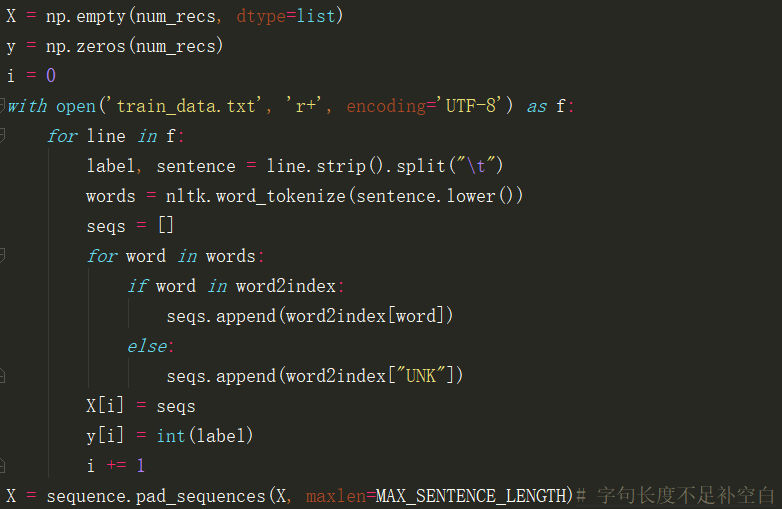 X = np.empty(num_recs, dtype=list)
y = np.zeros(num_recs)
i = 0
with open('train_data.txt', 'r+', encoding='UTF-8') as f:
    for line in f:
        label, sentence = line.strip().split("\t")
        words = nltk.word_tokenize(sentence.lower())
        seqs = []
        for word in words:
            if word in word2index:
                seqs.append(word2index[word])
            else:
                seqs.append(word2index["UNK"])
        X[i] = seqs
        y[i] = int(label)
        i += 1
X = sequence.pad_sequences(X, maxlen=MAX_SENTENCE_LENGTH)# 字句长度不足补空白